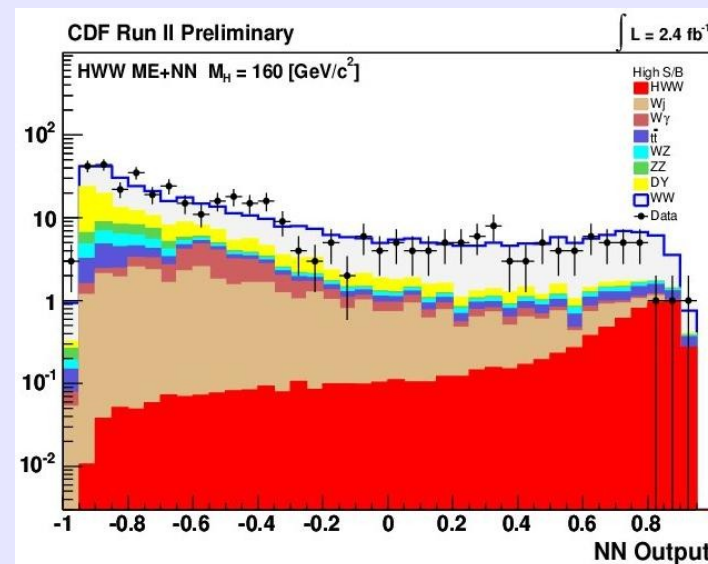 CDF Run II Preliminary
∫ L = 2.4 fb⁻¹
HWW ME+NN M_H = 160 [GeV/c²]
High S/B
HWW
Wj
Wγ
tt̄
WZ
ZZ
DY
WW
Data
10²
10
1
10⁻¹
10⁻²
-1 -0.8 -0.6 -0.4 -0.2 0 0.2 0.4 0.6 0.8
NN Output